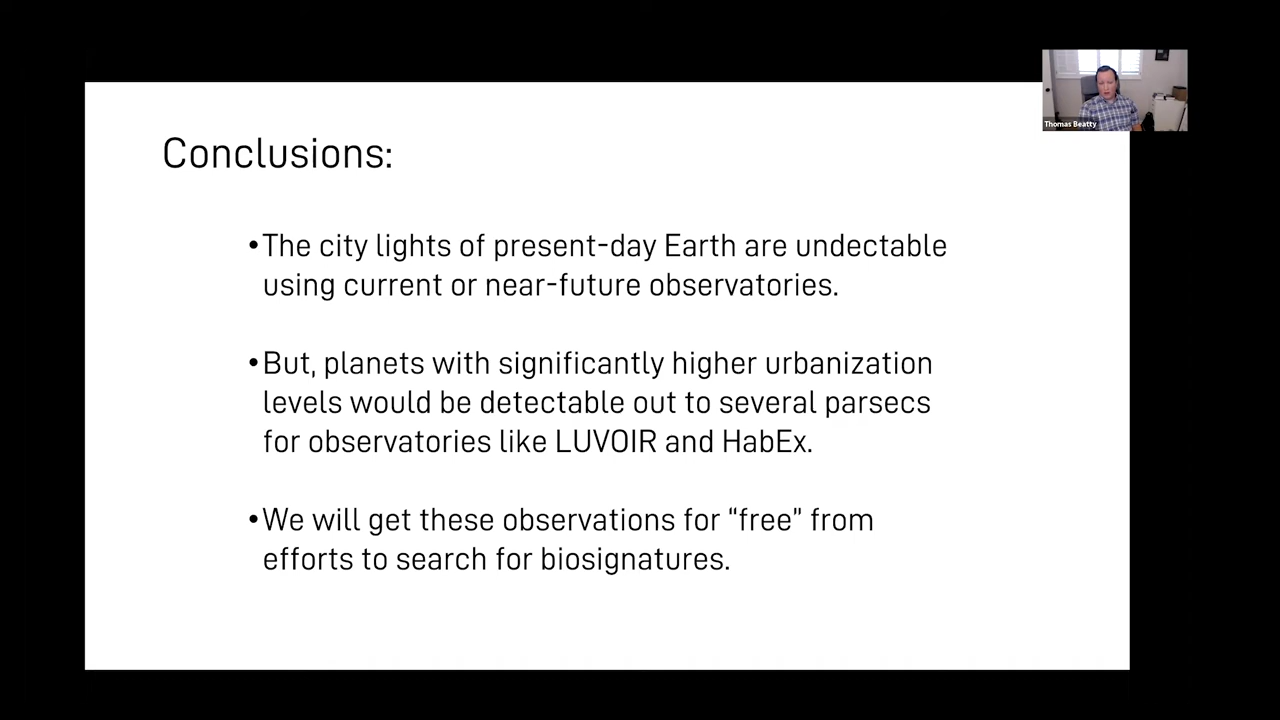 Thomas Beatty
Conclusions:
•The city lights of present-day Earth are undectable
using current or near-future observatories.
•But, planets with significantly higher urbanization
levels would be detectable out to several parsecs
for observatories like LUVOIR and HabEx.
•We will get these observations for “free” from
efforts to search for biosignatures.